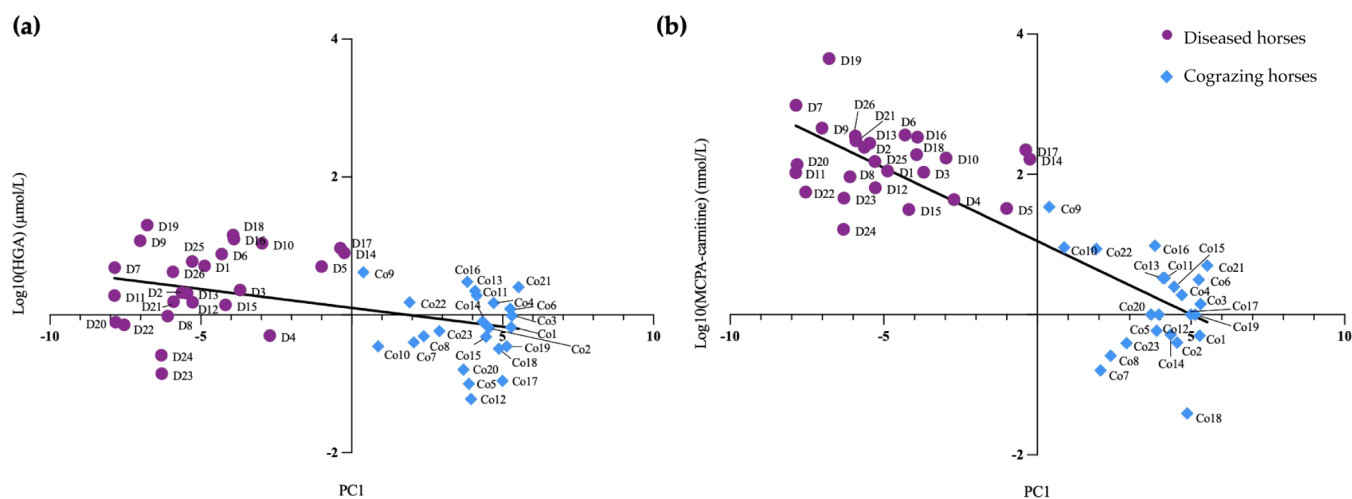 (a)
4
2
-2
-10
-5
5
10
Log10(HGA) (μmol/L)
PC1
D19
D9
D18
D16
D10
D17
D14
D25
D6
D1
D5
D7
D26
D2
D13
D3
D11
D21
D12
D15
D20
D22
D8
D4
D24
D23
Co9
Co16
Co11
Co21
Co22
Co14
Co4
Co6
Co3
Co23
Co1
Co10
Co7
Co8
Co15
Co19
Co2
Co18
Co20
Co5
Co17
Co12
(b)
4
2
-2
-10
-5
5
10
Log10(MCPA-carnitine) (nmol/L)
PC1
Diseased horses
Cograzing horses
D19
D7
D26
D21
D9
D13
D6
D16
D2
D18
D17
D14
D20
D25
D10
D11
D8
D1
D3
D22
D12
D23
D15
D4
D5
D24
Co9
Co10
Co22
Co16
Co15
Co13
Co11
Co21
Co6
Co4
Co3
Co20
Co17
Co19
Co5
Co12
Co1
Co23
Co2
Co8
Co14
Co7
Co18